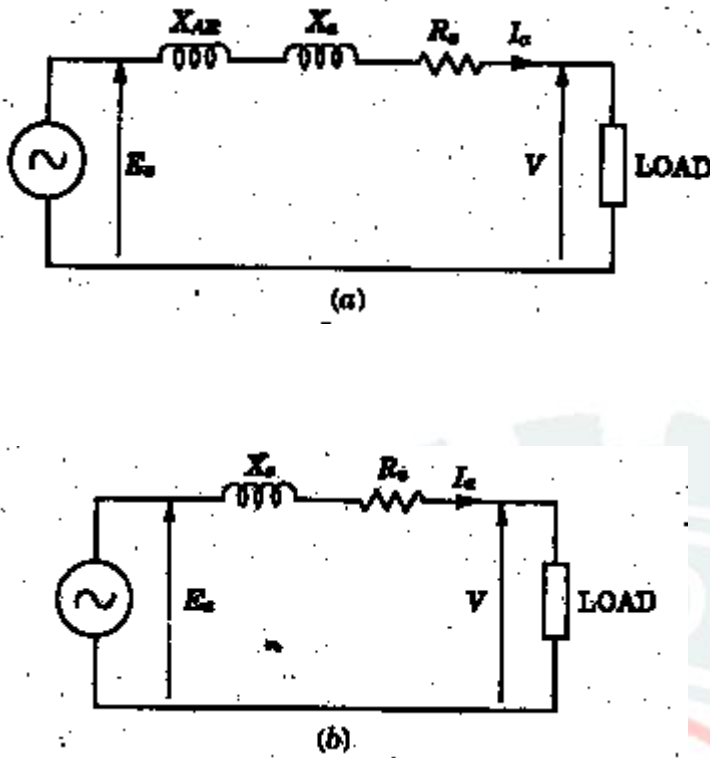 X_AR X_a R_a I_a
E_a V LOAD
(a)
X_s R_a I_a
E_a V LOAD
(b)